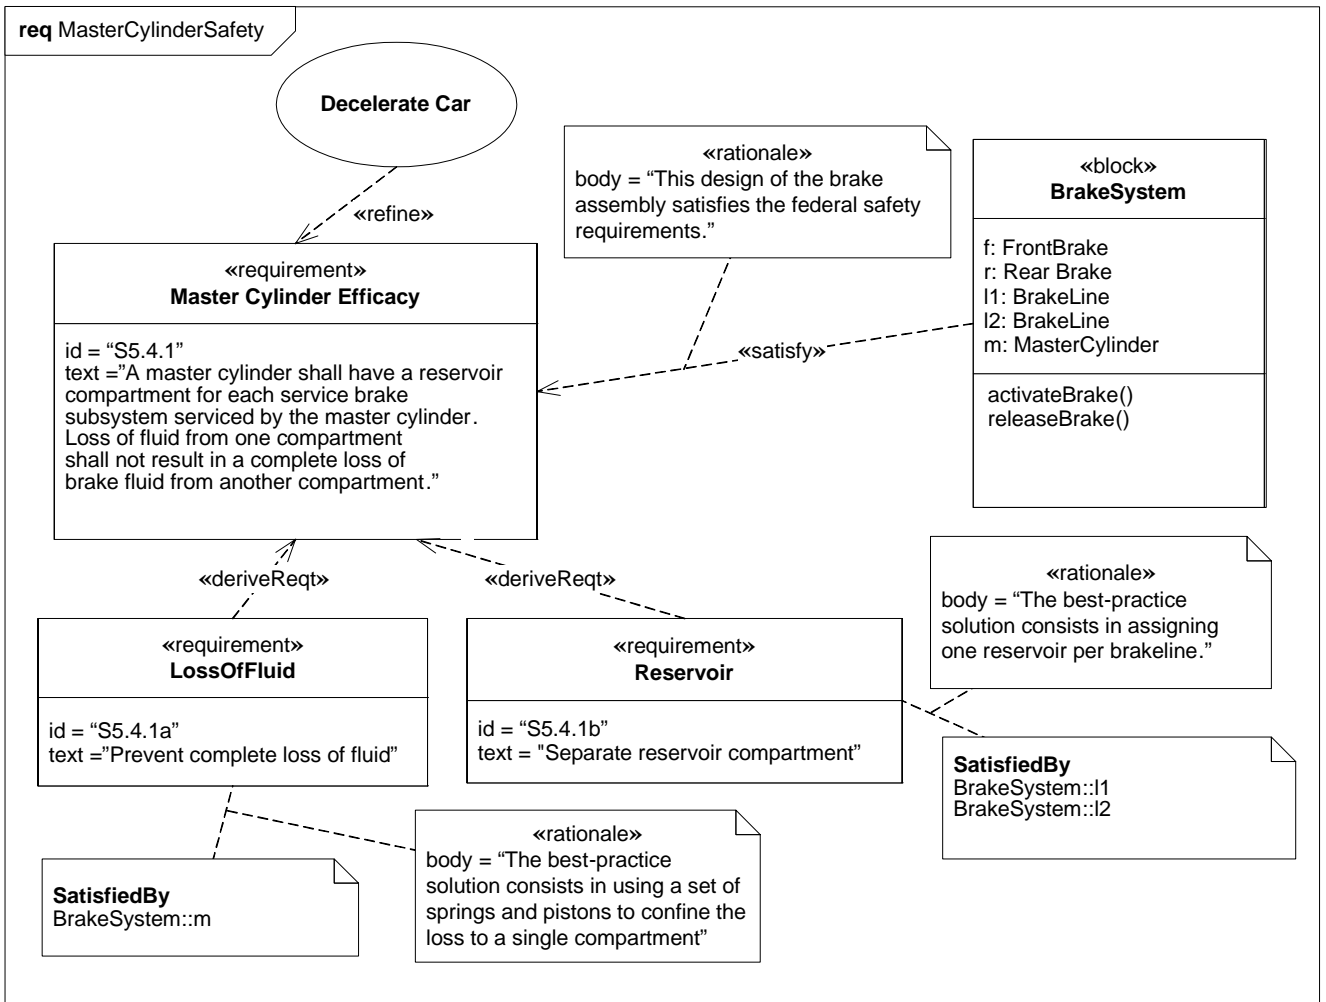 req MasterCylinderSafety
Decelerate Car
«refine»
«rationale»
body = “This design of the brake
assembly satisfies the federal safety
requirements.”
«block»
BrakeSystem
f: FrontBrake
r: Rear Brake
l1: BrakeLine
l2: BrakeLine
m: MasterCylinder
activateBrake()
releaseBrake()
«requirement»
Master Cylinder Efficacy
id = “S5.4.1”
text =”A master cylinder shall have a reservoir
compartment for each service brake
subsystem serviced by the master cylinder.
Loss of fluid from one compartment
shall not result in a complete loss of
brake fluid from another compartment.”
«satisfy»
«deriveReqt»
«deriveReqt»
«requirement»
LossOfFluid
id = “S5.4.1a”
text =”Prevent complete loss of fluid”
«requirement»
Reservoir
id = “S5.4.1b”
text = "Separate reservoir compartment”
«rationale»
body = “The best-practice
solution consists in assigning
one reservoir per brakeline.”
SatisfiedBy
BrakeSystem::l1
BrakeSystem::l2
«rationale»
body = “The best-practice
solution consists in using a set of
springs and pistons to confine the
loss to a single compartment”
SatisfiedBy
BrakeSystem::m